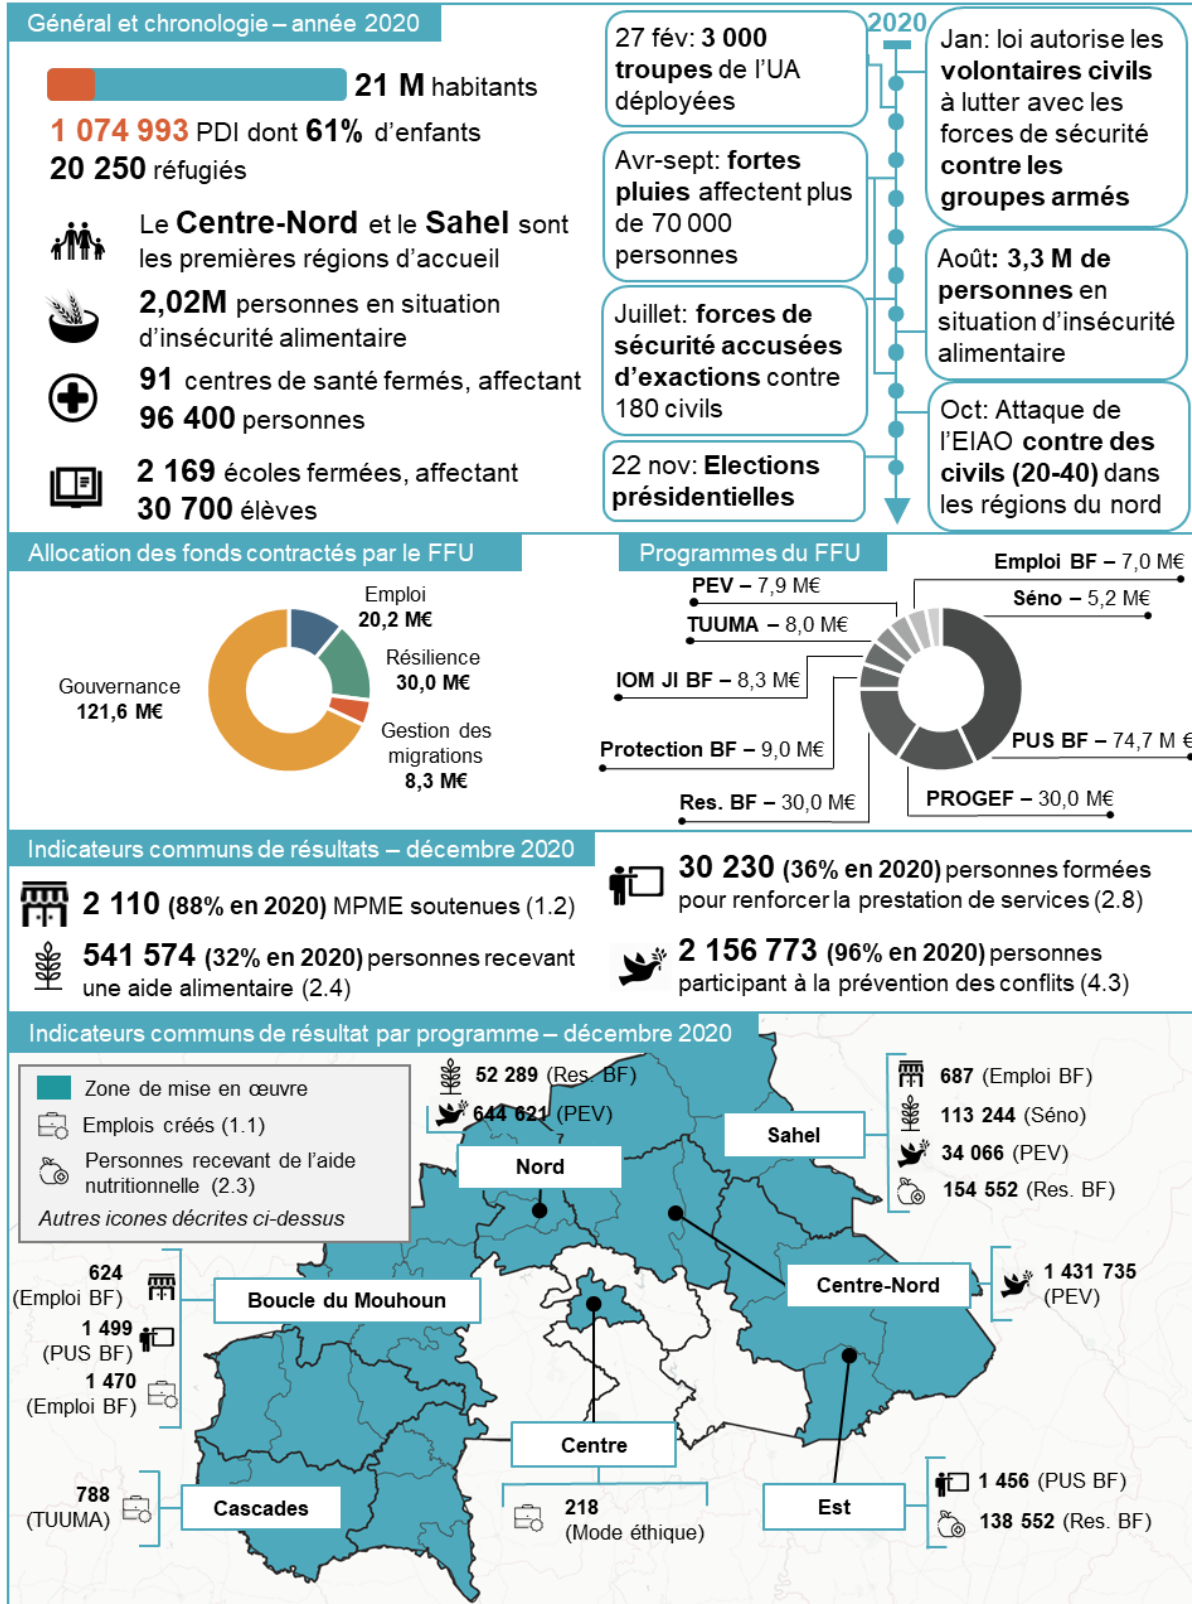 Général et chronologie – année 2020
21 M habitants
1 074 993 PDI dont 61% d'enfants
20 250 réfugiés
Le Centre-Nord et le Sahel sont
les premières régions d'accueil
2,02M personnes en situation
d'insécurité alimentaire
91 centres de santé fermés, affectant
96 400 personnes
2 169 écoles fermées, affectant
30 700 élèves
2020
27 fév: 3 000
troupes de l'UA
déployées
Avr-sept: fortes
pluies affectent plus
de 70 000
personnes
Juillet: forces de
sécurité accusées
d'exactions contre
180 civils
22 nov: Elections
présidentielles
Jan: loi autorise les
volontaires civils
à lutter avec les
forces de sécurité
contre les
groupes armés
Août: 3,3 M de
personnes en
situation d'insécurité
alimentaire
Oct: Attaque de
l'EIAO contre des
civils (20-40) dans
les régions du nord
Allocation des fonds contractés par le FFU
Emploi
20,2 M€
Résilience
30,0 M€
Gouvernance
121,6 M€
Gestion des
migrations
8,3 M€
Programmes du FFU
Emploi BF – 7,0 M€
PEV – 7,9 M€
Séno – 5,2 M€
TUUMA – 8,0 M€
IOM JI BF – 8,3 M€
Protection BF – 9,0 M€
PUS BF – 74,7 M €
Res. BF – 30,0 M€
PROGEF – 30,0 M€
Indicateurs communs de résultats – décembre 2020
2 110 (88% en 2020) MPME soutenues (1.2)
541 574 (32% en 2020) personnes recevant
une aide alimentaire (2.4)
30 230 (36% en 2020) personnes formées
pour renforcer la prestation de services (2.8)
2 156 773 (96% en 2020) personnes
participant à la prévention des conflits (4.3)
Indicateurs communs de résultat par programme – décembre 2020
Zone de mise en œuvre
Emplois créés (1.1)
Personnes recevant de l'aide
nutritionnelle (2.3)
Autres icones décrites ci-dessus
52 289 (Res. BF)
644 621 (PEV)
Nord
Sahel
687 (Emploi BF)
113 244 (Séno)
34 066 (PEV)
154 552 (Res. BF)
624
(Emploi BF)
1 499
(PUS BF)
1 470
(Emploi BF)
Boucle du Mouhoun
Centre-Nord
1 431 735
(PEV)
788
(TUUMA)
Cascades
Centre
218
(Mode éthique)
Est
1 456 (PUS BF)
138 552 (Res. BF)